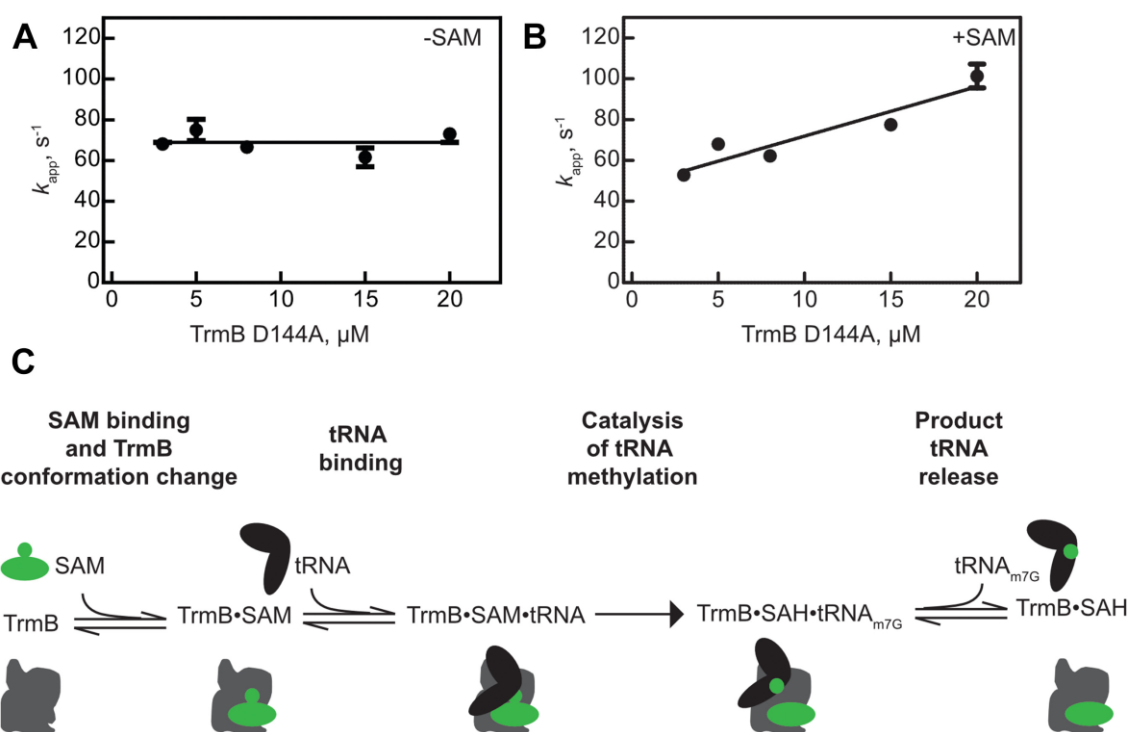 A
-SAM
120
100
80
60
40
20
0
k_app, s⁻¹
0 5 10 15 20
TrmB D144A, µM
B
+SAM
120
100
80
60
40
20
0
k_app, s⁻¹
0 5 10 15 20
TrmB D144A, µM
C
SAM binding
and TrmB
conformation change
tRNA
binding
Catalysis
of tRNA
methylation
Product
tRNA
release
SAM
tRNA
tRNA_m7G
TrmB
TrmB•SAM
TrmB•SAM•tRNA
TrmB•SAH•tRNA_m7G
TrmB•SAH